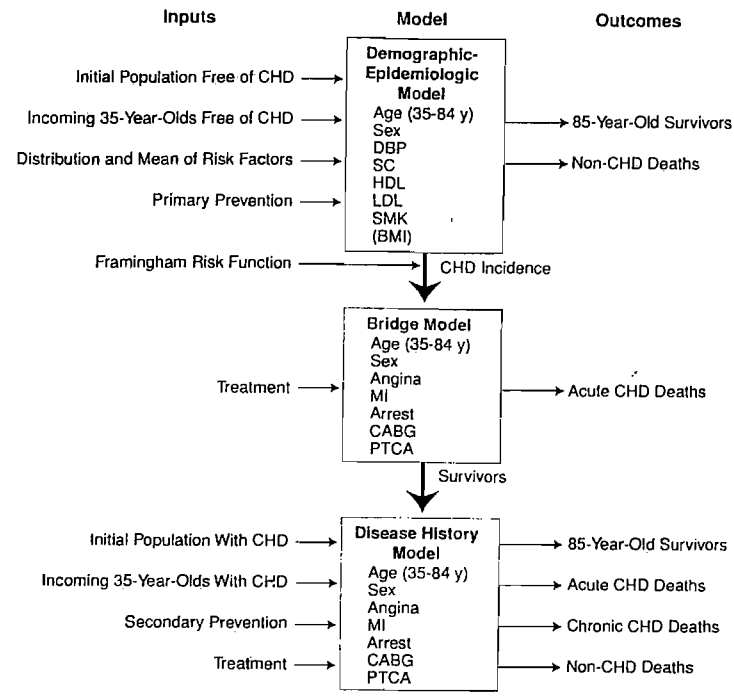 Inputs
Model
Outcomes
Demographic-
Epidemiologic
Model
Age (35-84 y)
Sex
DBP
SC
HDL
LDL
SMK
(BMI)
Initial Population Free of CHD
Incoming 35-Year-Olds Free of CHD
Distribution and Mean of Risk Factors
Primary Prevention
85-Year-Old Survivors
Non-CHD Deaths
Framingham Risk Function
CHD Incidence
Bridge Model
Age (35-84 y)
Sex
Angina
MI
Arrest
CABG
PTCA
Treatment
Acute CHD Deaths
Survivors
Disease History
Model
Age (35-84 y)
Sex
Angina
MI
Arrest
CABG
PTCA
Initial Population With CHD
Incoming 35-Year-Olds With CHD
Secondary Prevention
Treatment
85-Year-Old Survivors
Acute CHD Deaths
Chronic CHD Deaths
Non-CHD Deaths